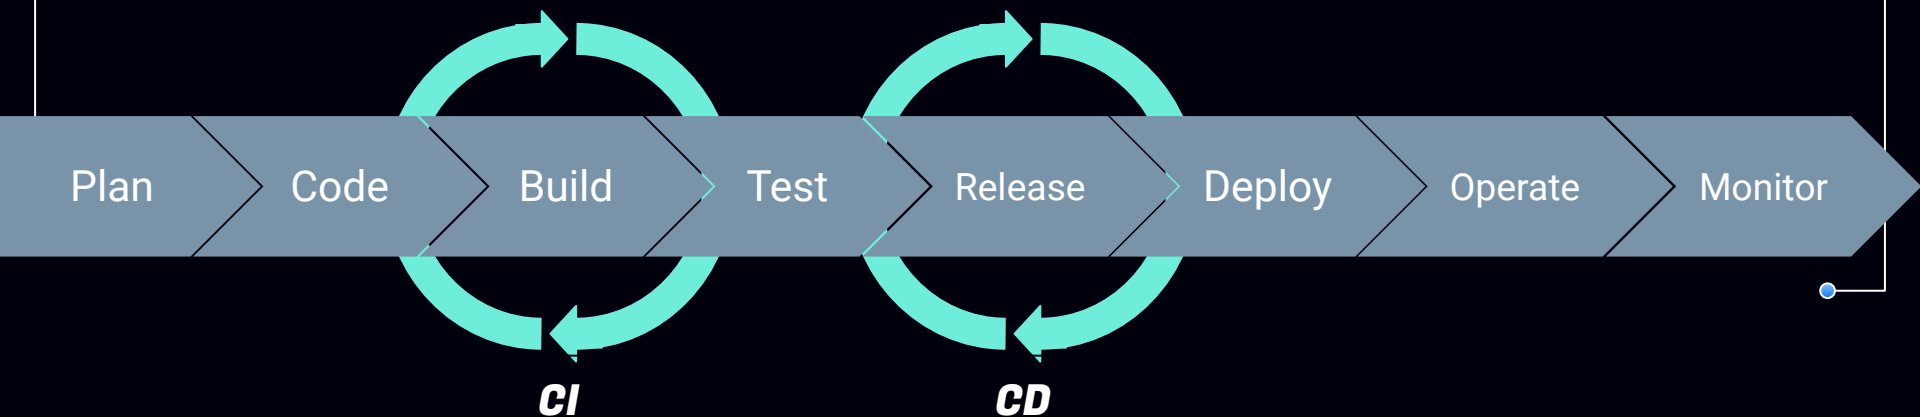 Plan Code Build Test Release Deploy Operate Monitor
CI CD